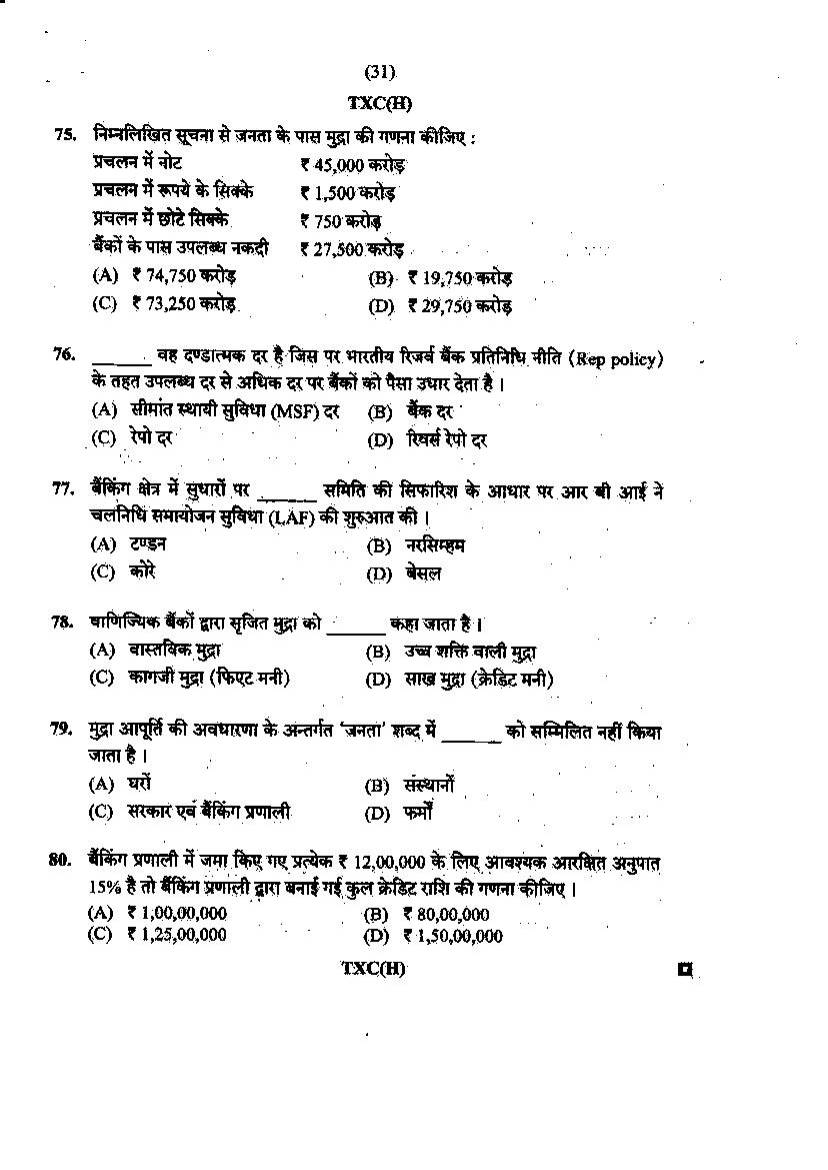 (31)
TXC(H)
75. निम्नलिखित सूचना से जनता के पास मुद्रा की गणना कीजिए :
प्रचलन में नोट ₹ 45,000 करोड़
प्रचलन में रूपये के सिक्के ₹ 1,500 करोड़
प्रचलन में छोटे सिक्के ₹ 750 करोड़
बैंकों के पास उपलब्ध नकदी ₹ 27,500 करोड़
(A) ₹ 74,750 करोड़ (B) ₹ 19,750 करोड़
(C) ₹ 73,250 करोड़ (D) ₹ 29,750 करोड़
76. ______ वह दण्डात्मक दर है जिस पर भारतीय रिजर्व बैंक प्रतिनिधि नीति (Rep policy)
के तहत उपलब्ध दर से अधिक दर पर बैंकों को पैसा उधार देता है ।
(A) सीमांत स्थायी सुविधा (MSF) दर (B) बैंक दर
(C) रेपो दर (D) रिवर्स रेपो दर
77. बैंकिंग क्षेत्र में सुधारों पर ______ समिति की सिफारिश के आधार पर आर बी आई ने
चलनिधि समायोजन सुविधा (LAF) की शुरुआत की ।
(A) टण्डन (B) नरसिम्हम
(C) कोरे (D) बेसल
78. वाणिज्यिक बैंकों द्वारा सृजित मुद्रा को ______ कहा जाता है ।
(A) वास्तविक मुद्रा (B) उच्च शक्ति वाली मुद्रा
(C) कागजी मुद्रा (फिएट मनी) (D) साख मुद्रा (क्रेडिट मनी)
79. मुद्रा आपूर्ति की अवधारणा के अन्तर्गत 'जनता' शब्द में ______ को सम्मिलित नहीं किया
जाता है ।
(A) घरों (B) संस्थानों
(C) सरकार एवं बैंकिंग प्रणाली (D) फर्मों
80. बैंकिंग प्रणाली में जमा किए गए प्रत्येक ₹ 12,00,000 के लिए आवश्यक आरक्षित अनुपात
15% है तो बैंकिंग प्रणाली द्वारा बनाई गई कुल क्रेडिट राशि की गणना कीजिए ।
(A) ₹ 1,00,00,000 (B) ₹ 80,00,000
(C) ₹ 1,25,00,000 (D) ₹ 1,50,00,000
TXC(H)